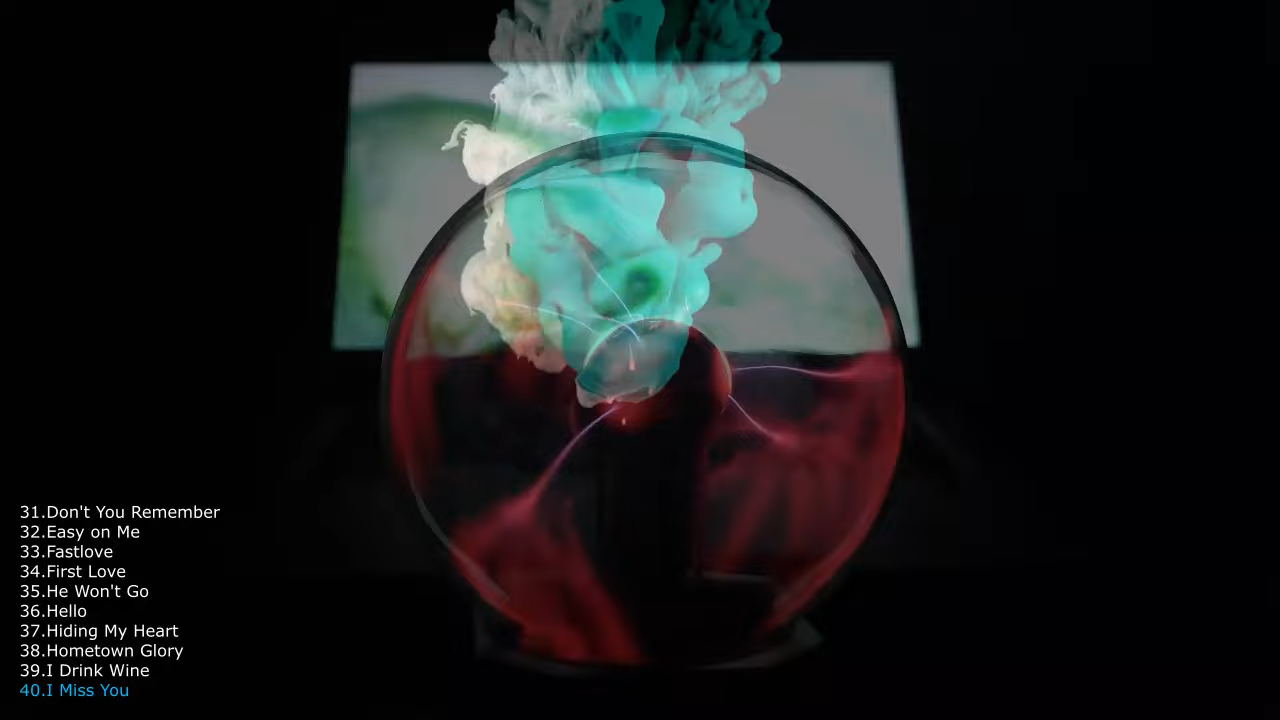 31.Don't You Remember
32.Easy on Me
33.Fastlove
34.First Love
35.He Won't Go
36.Hello
37.Hiding My Heart
38.Hometown Glory
39.I Drink Wine
40.I Miss You